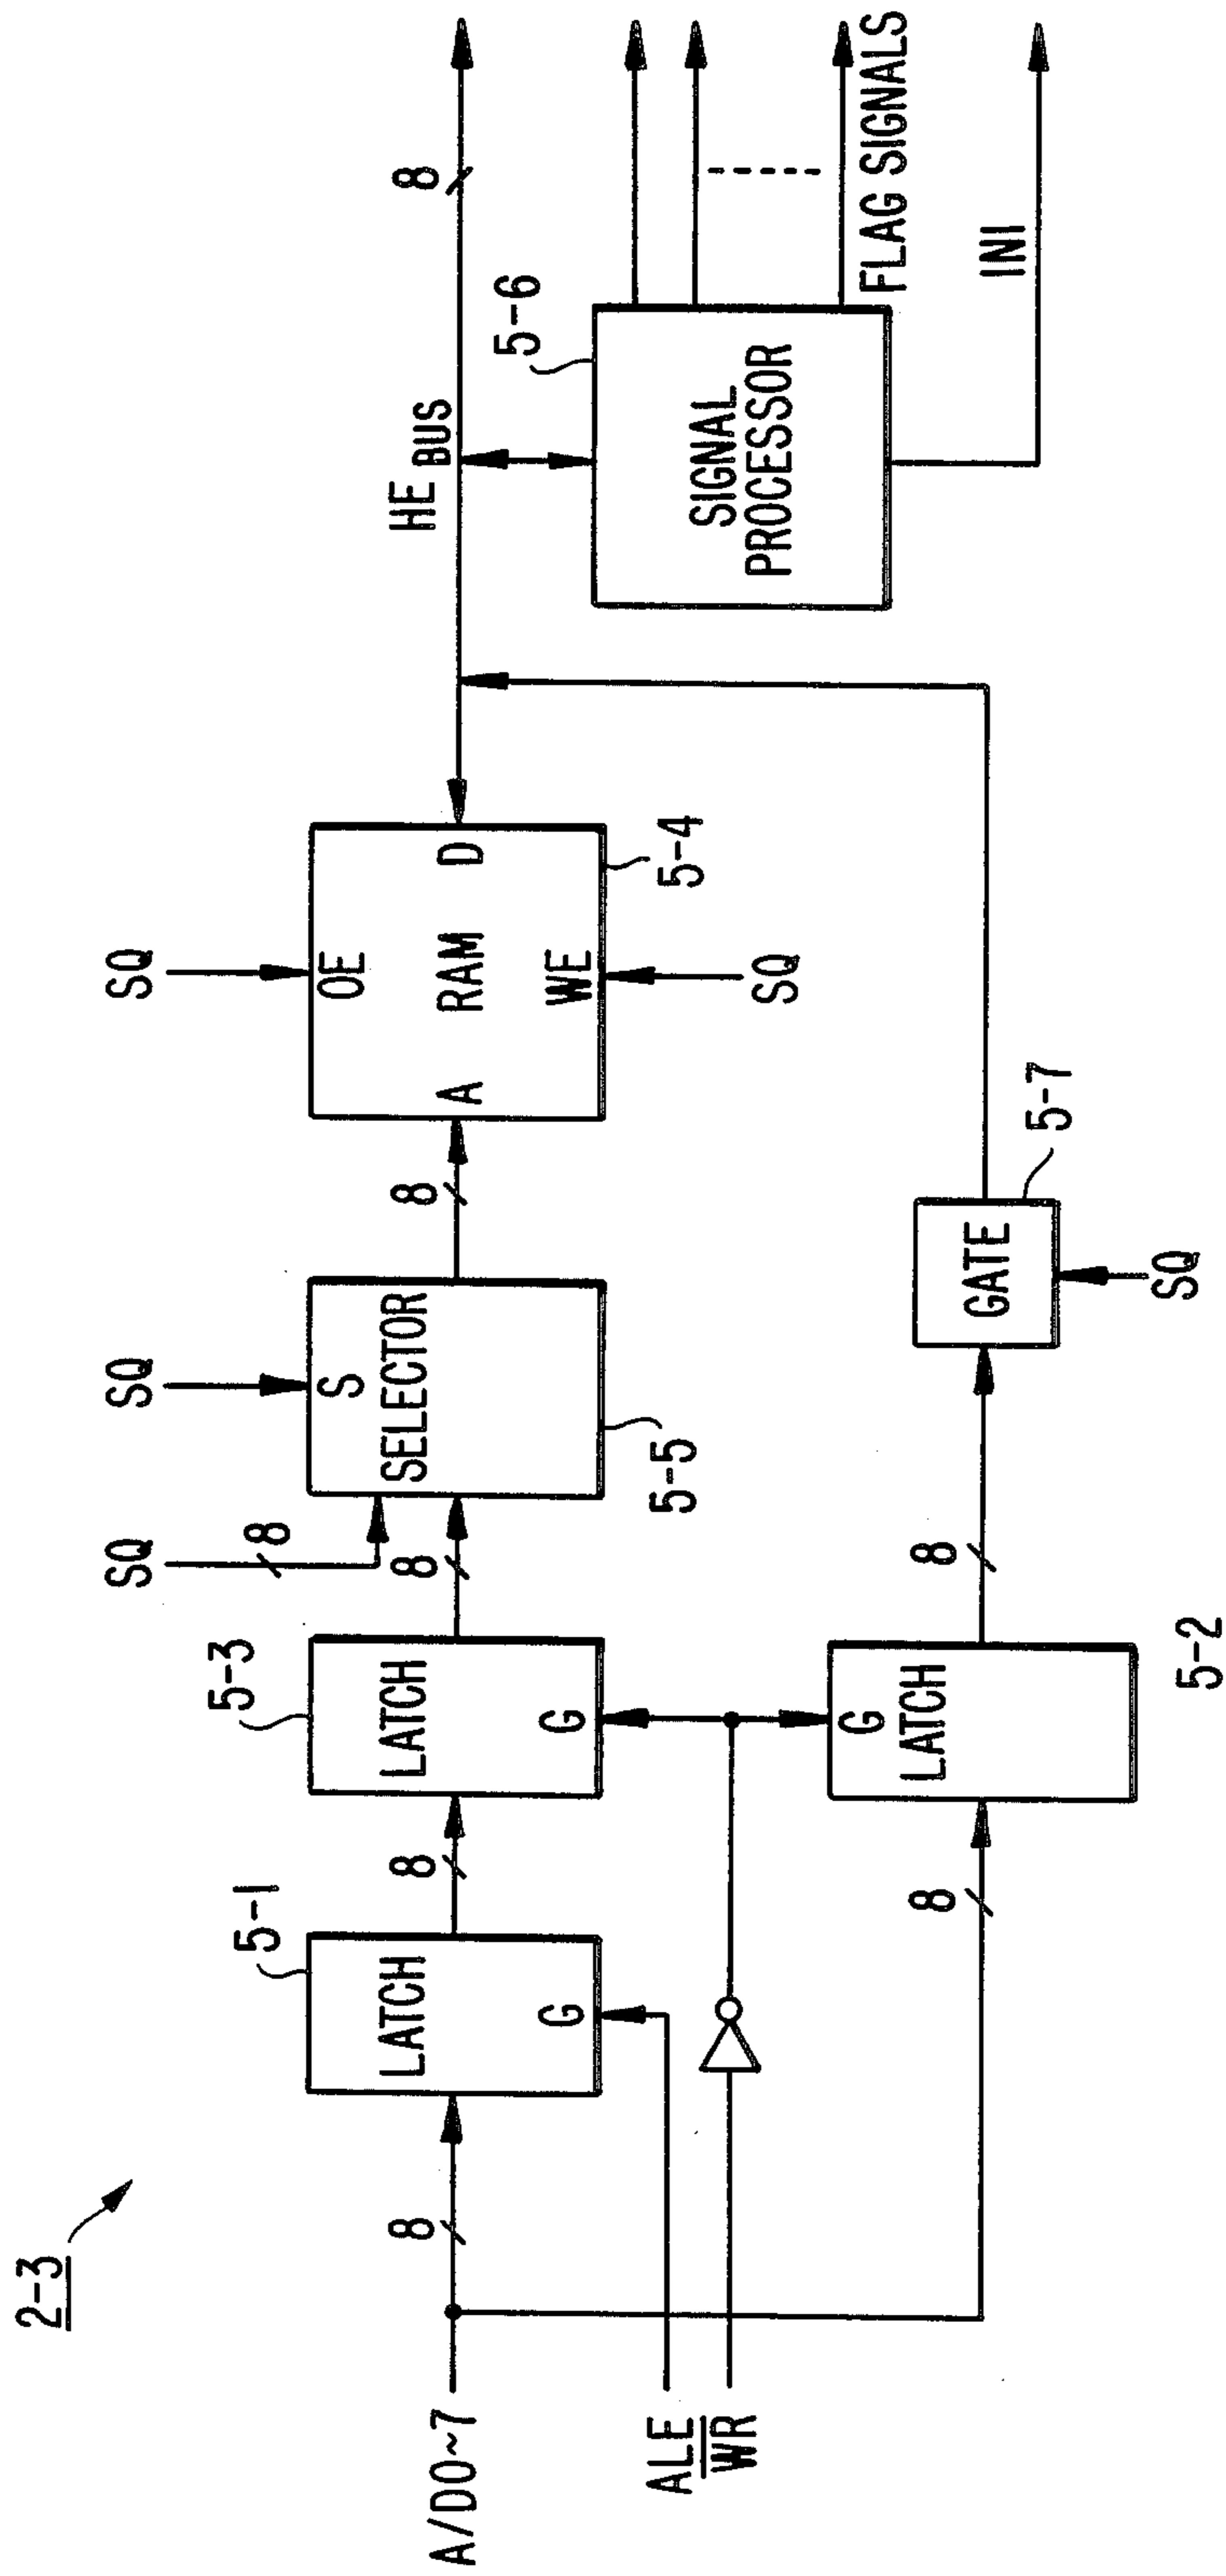 2-3
A/D0~7
ALE
WR
8
LATCH
G
5-1
8
8
LATCH
G
5-3
G
LATCH
5-2
SQ
8
8
8
SQ
S
SELECTOR
5-5
8
GATE
5-7
SQ
SQ
OE
A RAM D
WE
5-4
SQ
HE BUS
8
5-6
SIGNAL
PROCESSOR
FLAG SIGNALS
INI